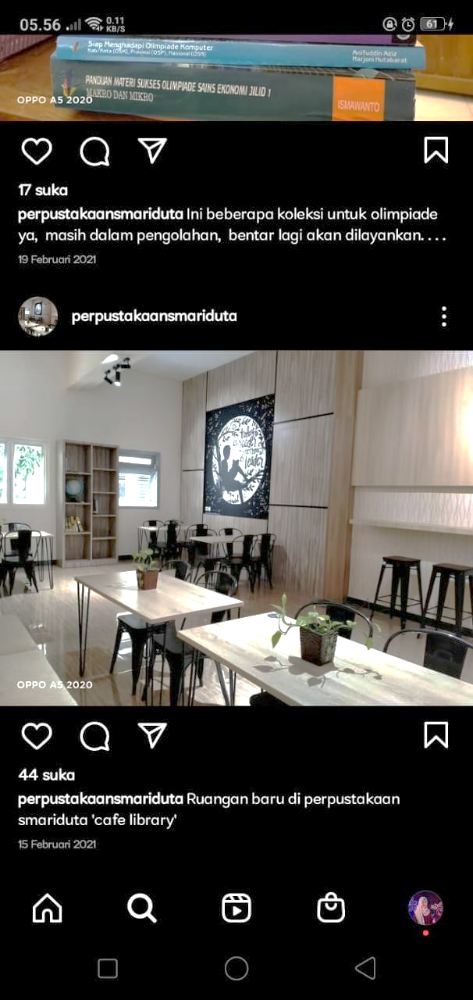 05.56
0.11
KB/S
61
Siap Menghadapi Olimpiade Komputer
Kab/Kota (OSK), Provinsi (OSP), Nasional (OSN)
Anifuddin Aziz
Marjoni Hutabarat
PANDUAN MATERI SUKSES OLIMPIADE SAINS EKONOMI JILID 1
MAKRO DAN MIKRO
ISMAWANTO
OPPO A5 2020
17 suka
perpustakaansmariduta Ini beberapa koleksi untuk olimpiade
ya, masih dalam pengolahan, bentar lagi akan dilayankan....
19 Februari 2021
perpustakaansmariduta
today
a reader
leader
OPPO A5 2020
44 suka
perpustakaansmariduta Ruangan baru di perpustakaan
smariduta 'cafe library'
15 Februari 2021